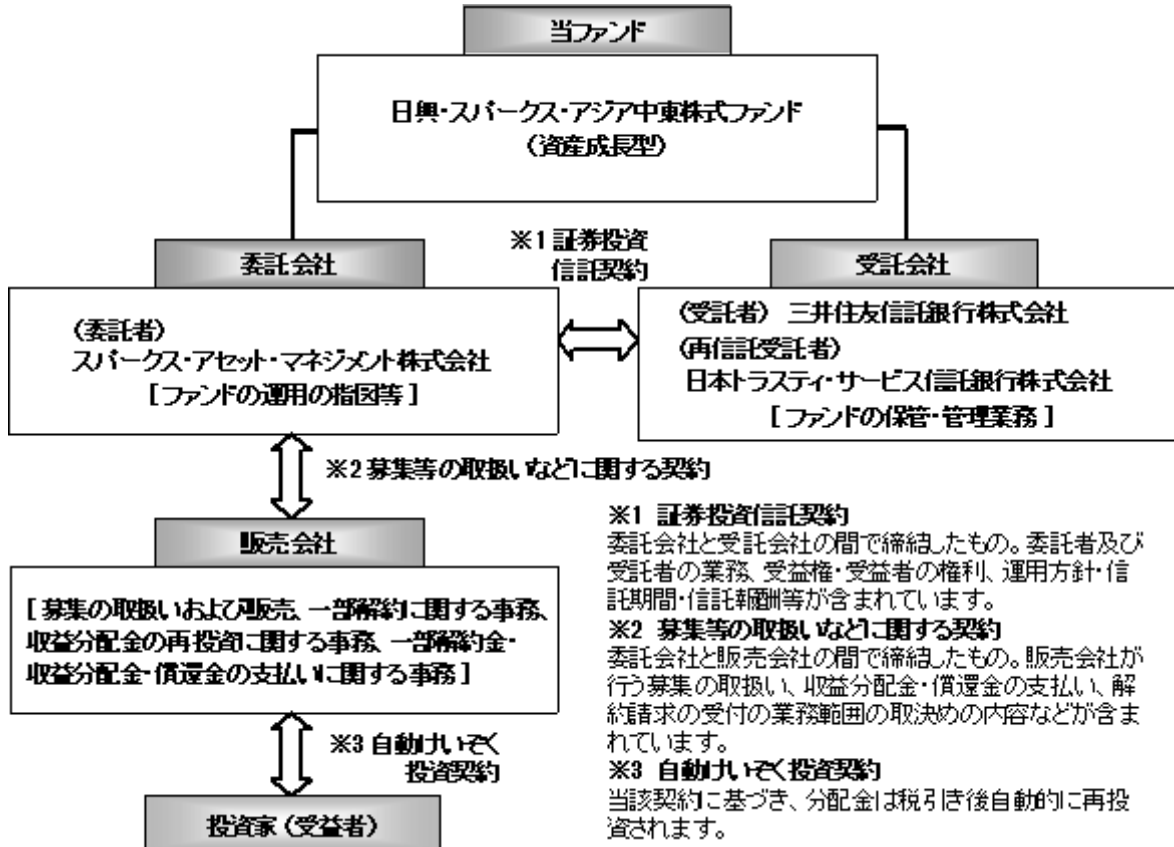 当ファンド
日興・スパークス・アジア中東株式ファンド
(資産成長型)
委託会社
※1 証券投資
信託契約
受託会社
(委託者)
スパークス・アセット・マネジメント株式会社
[ファンドの運用の指図等]
(受託者) 三井住友信託銀行株式会社
(再信託受託者)
日本トラスティ・サービス信託銀行株式会社
[ファンドの保管・管理業務]
※2 募集等の取扱いなどに関する契約
販売会社
[募集の取扱いおよび販売、一部解約に関する事務、
収益分配金の再投資に関する事務、一部解約金・
収益分配金・償還金の支払いに関する事務]
※3 自動けいぞく
投資契約
投資家(受益者)
※1 証券投資信託契約
委託会社と受託会社の間で締結したもの。委託者及び
受託者の業務、受益権・受益者の権利、運用方針・信
託期間・信託報酬等が含まれています。
※2 募集等の取扱いなどに関する契約
委託会社と販売会社の間で締結したもの。販売会社が
行う募集の取扱い、収益分配金・償還金の支払い、解
約請求の受付の業務範囲の取決めの内容などが含ま
れています。
※3 自動けいぞく投資契約
当該契約に基づき、分配金は税引き後自動的に再投
資されます。